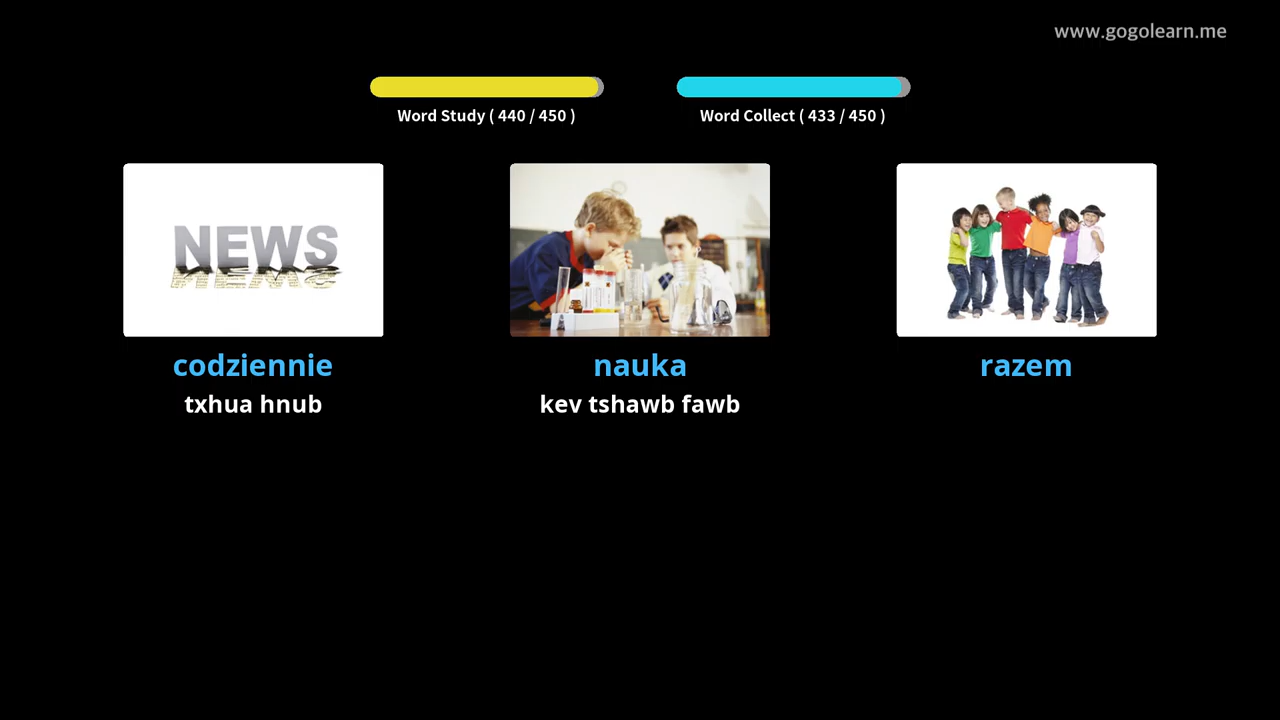 www.gogolearn.me
Word Study ( 440 / 450 )
Word Collect ( 433 / 450 )
NEWS
codziennie
nauka
razem
txhua hnub
kev tshawb fawb